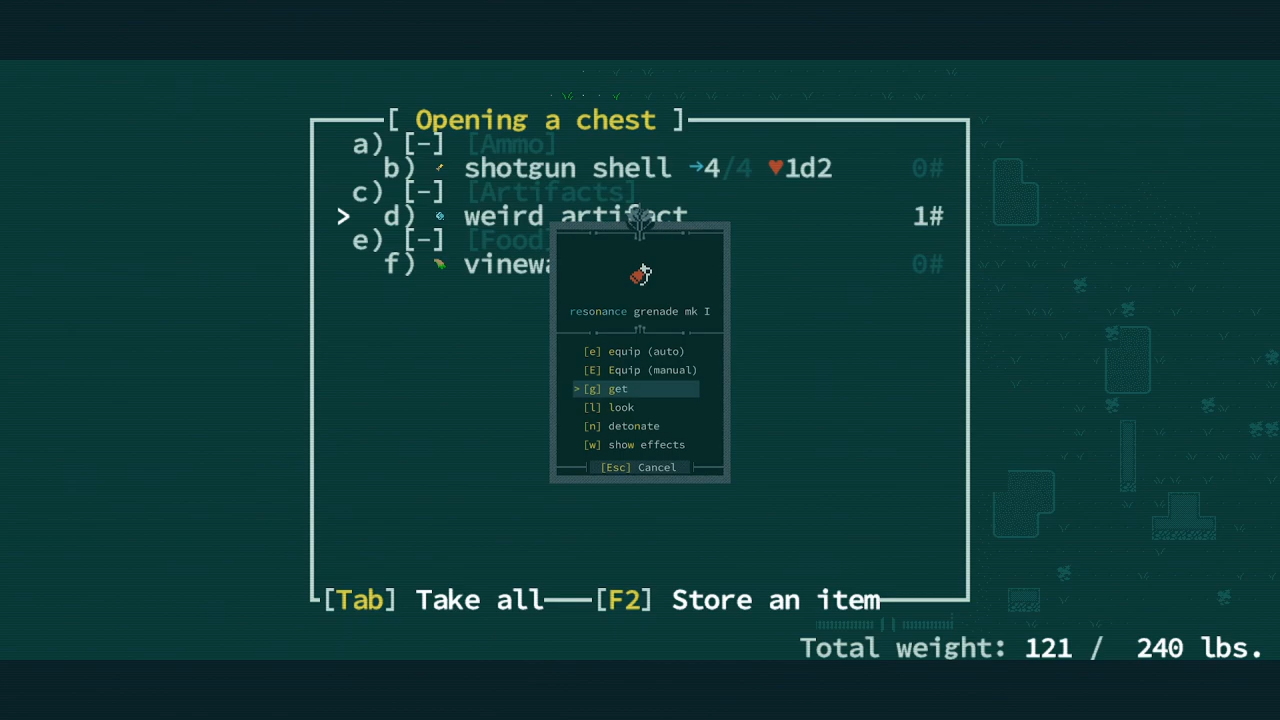 [ Opening a chest ]
a) [-] [Ammo]
b) shotgun shell →4/4 ♥1d2 0#
c) [-] [Artifacts]
> d) weird artifact 1#
e) [-] [Food
f) 0#
resonance grenade mk I
[e] equip (auto)
[E] Equip (manual)
>[g] get
[l] look
[n] detonate
[w] show effects
[Esc] Cancel
[Tab] Take all [F2] Store an item
Total weight: 121 / 240 lbs.